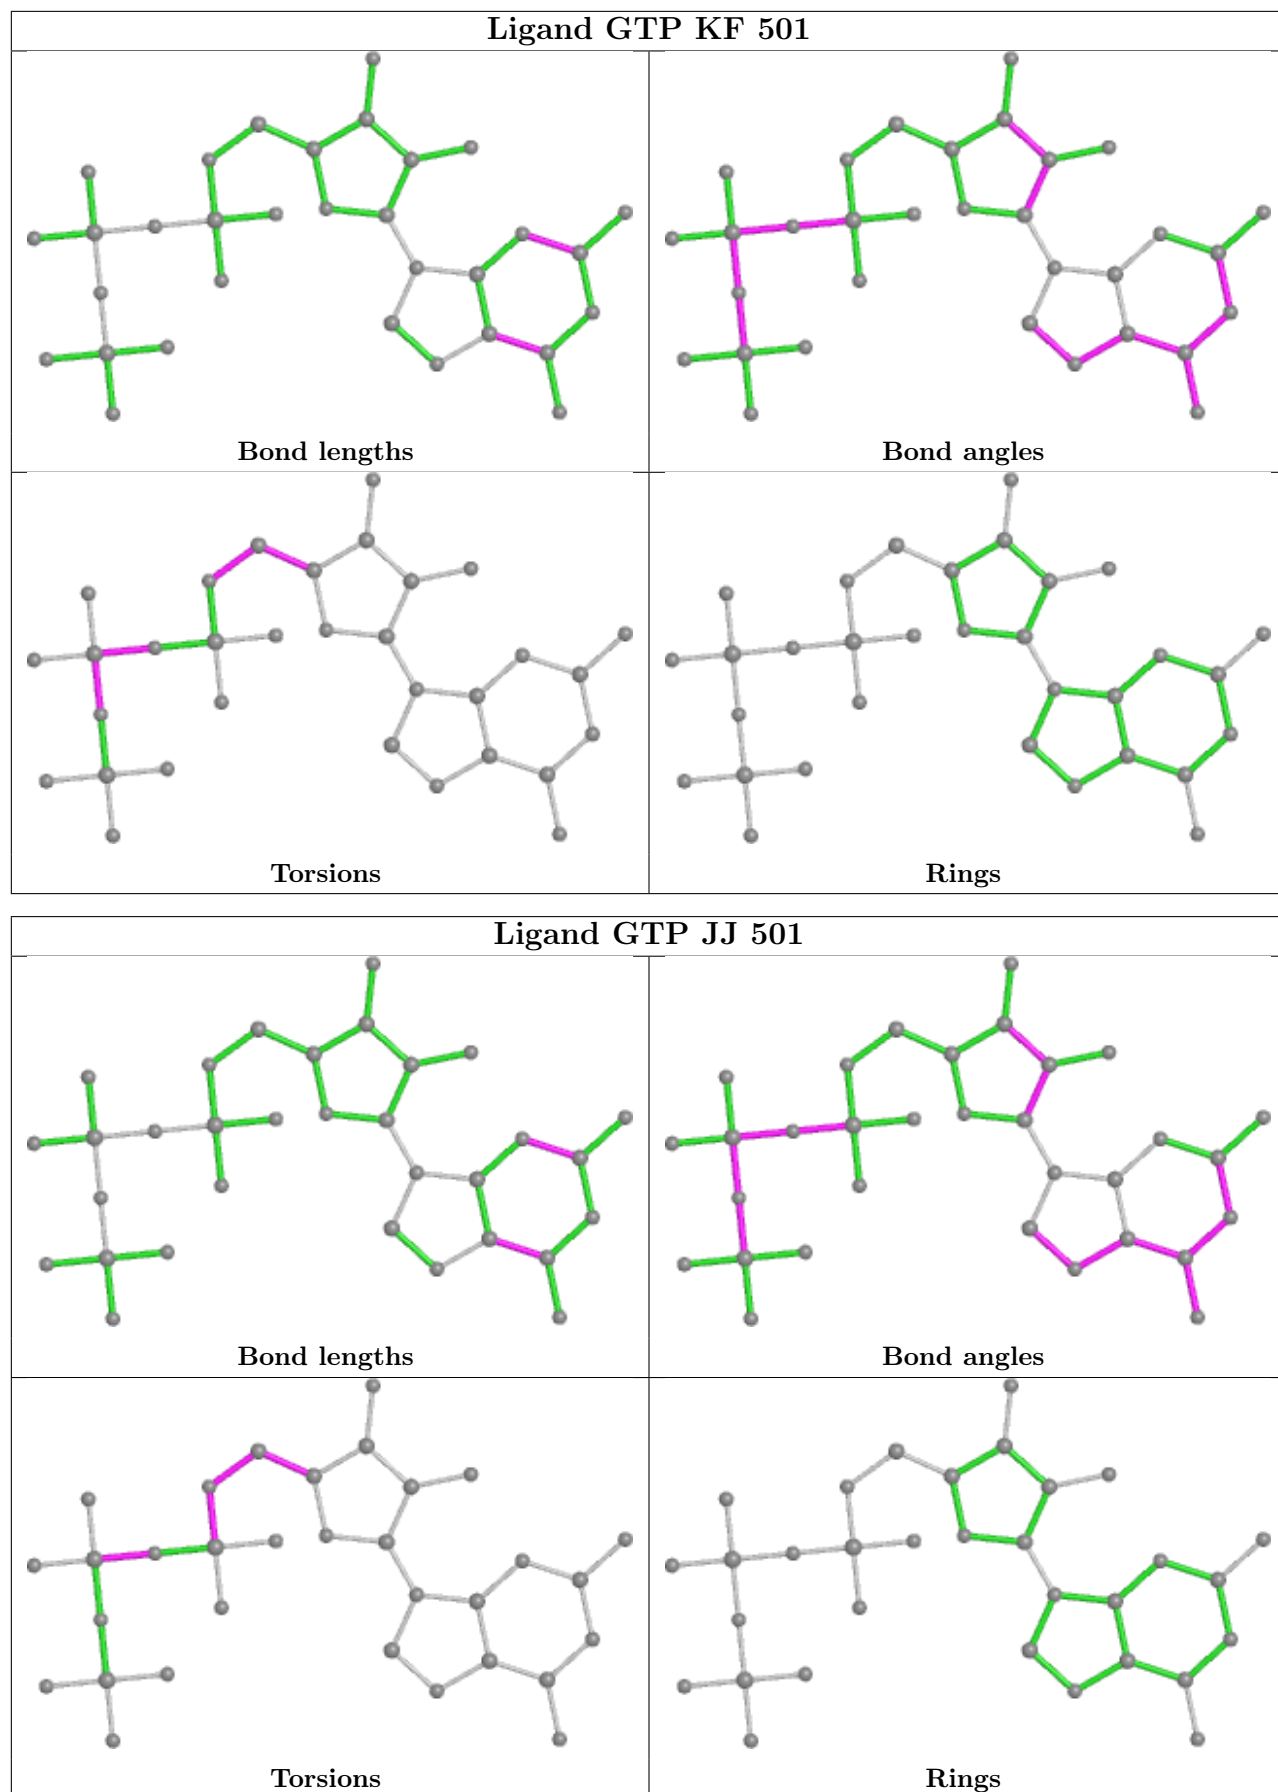 Ligand GTP KF 501
Bond lengths
Bond angles
Torsions
Rings
Ligand GTP JJ 501
Bond lengths
Bond angles
Torsions
Rings